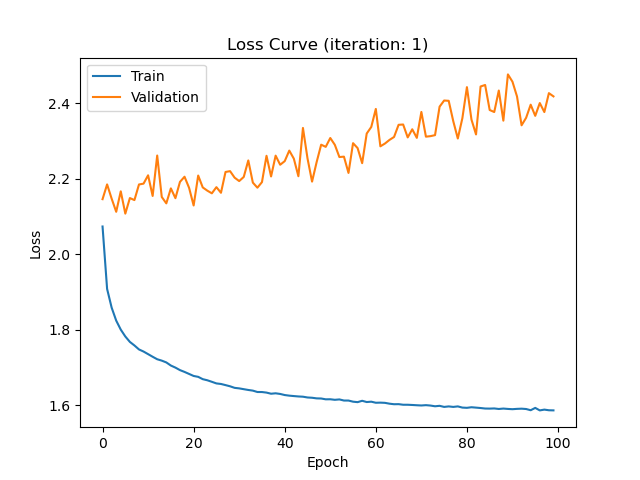 Loss Curve (iteration: 1)
Train
Validation
2.4
2.2
2.0
1.8
1.6
Loss
0 20 40 60 80 100
Epoch